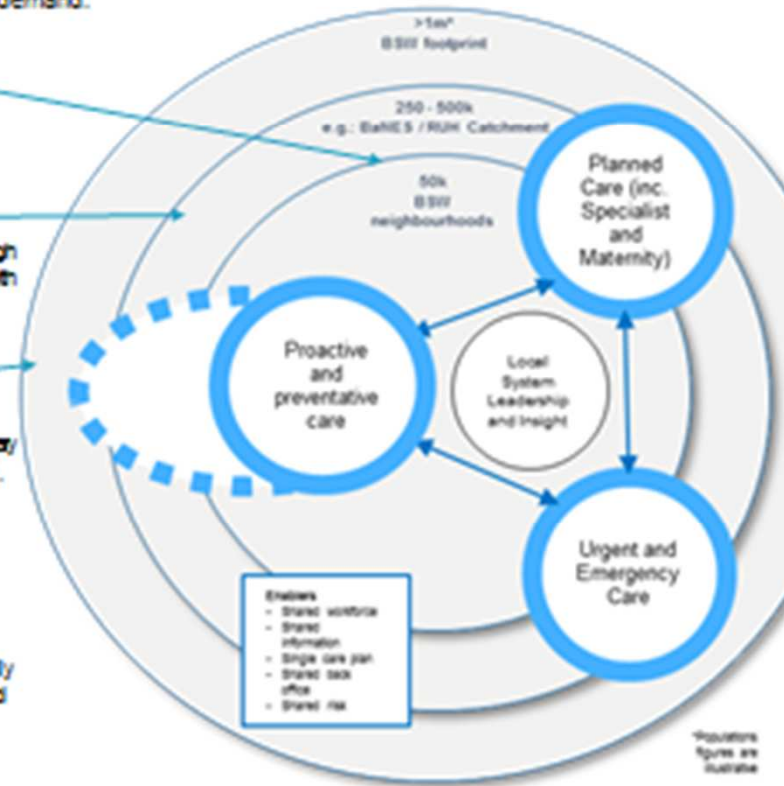 demand.
>1m*
BSW footprint
250 - 500k
e.g.: BaNES / RUH Catchment
50k
BSW
neighbourhoods
Planned
Care (inc.
Specialist
and
Maternity)
Proactive
and
preventative
care
Local
System
Leadership
and Insight
Urgent and
Emergency
Care
Enablers
- Shared workforce
- Shared
information
- Single care plan
- Shared back
office
- Shared risk
*Populations
figures are
illustrative